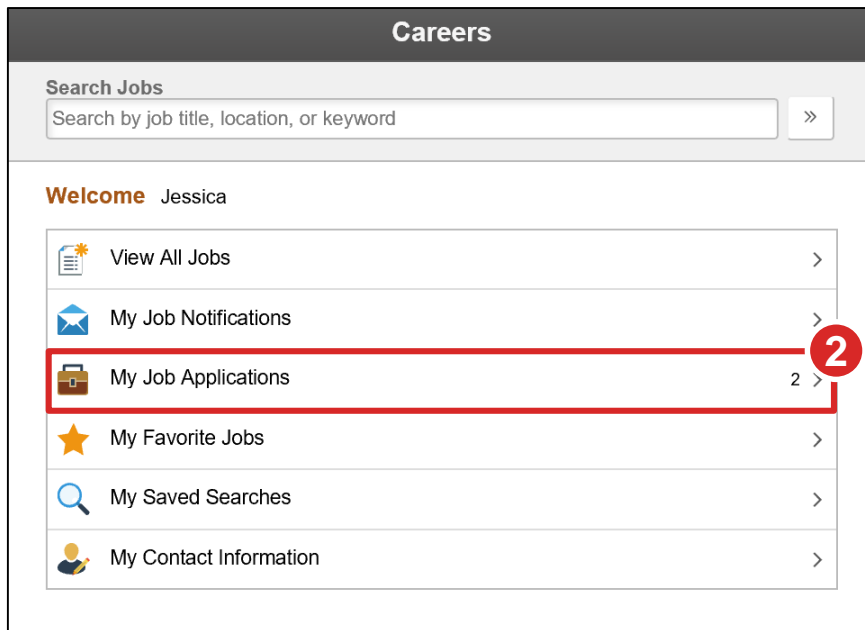 Careers
Search Jobs
Search by job title, location, or keyword
»
Welcome Jessica
View All Jobs
My Job Notifications
2
My Job Applications 2
My Favorite Jobs
My Saved Searches
My Contact Information